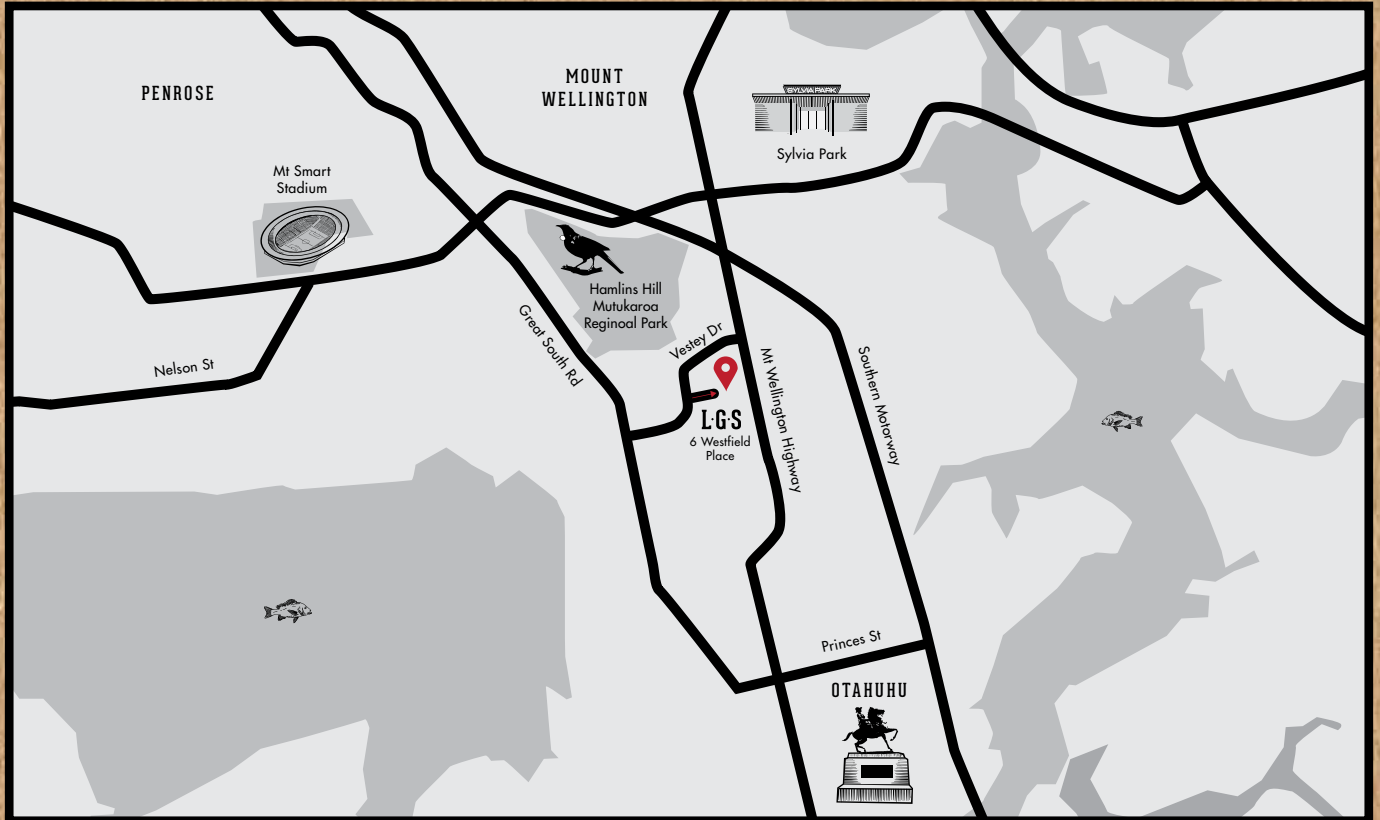 PENROSE
MOUNT
WELLINGTON
SYLVIA PARK
Sylvia Park
Mt Smart
Stadium
Hamlins Hill
Mutukaroa
Reginoal Park
Great South Rd
Vestey Dr
Nelson St
Mt Wellington Highway
Southern Motorway
L·G·S
6 Westfield
Place
Princes St
OTAHUHU